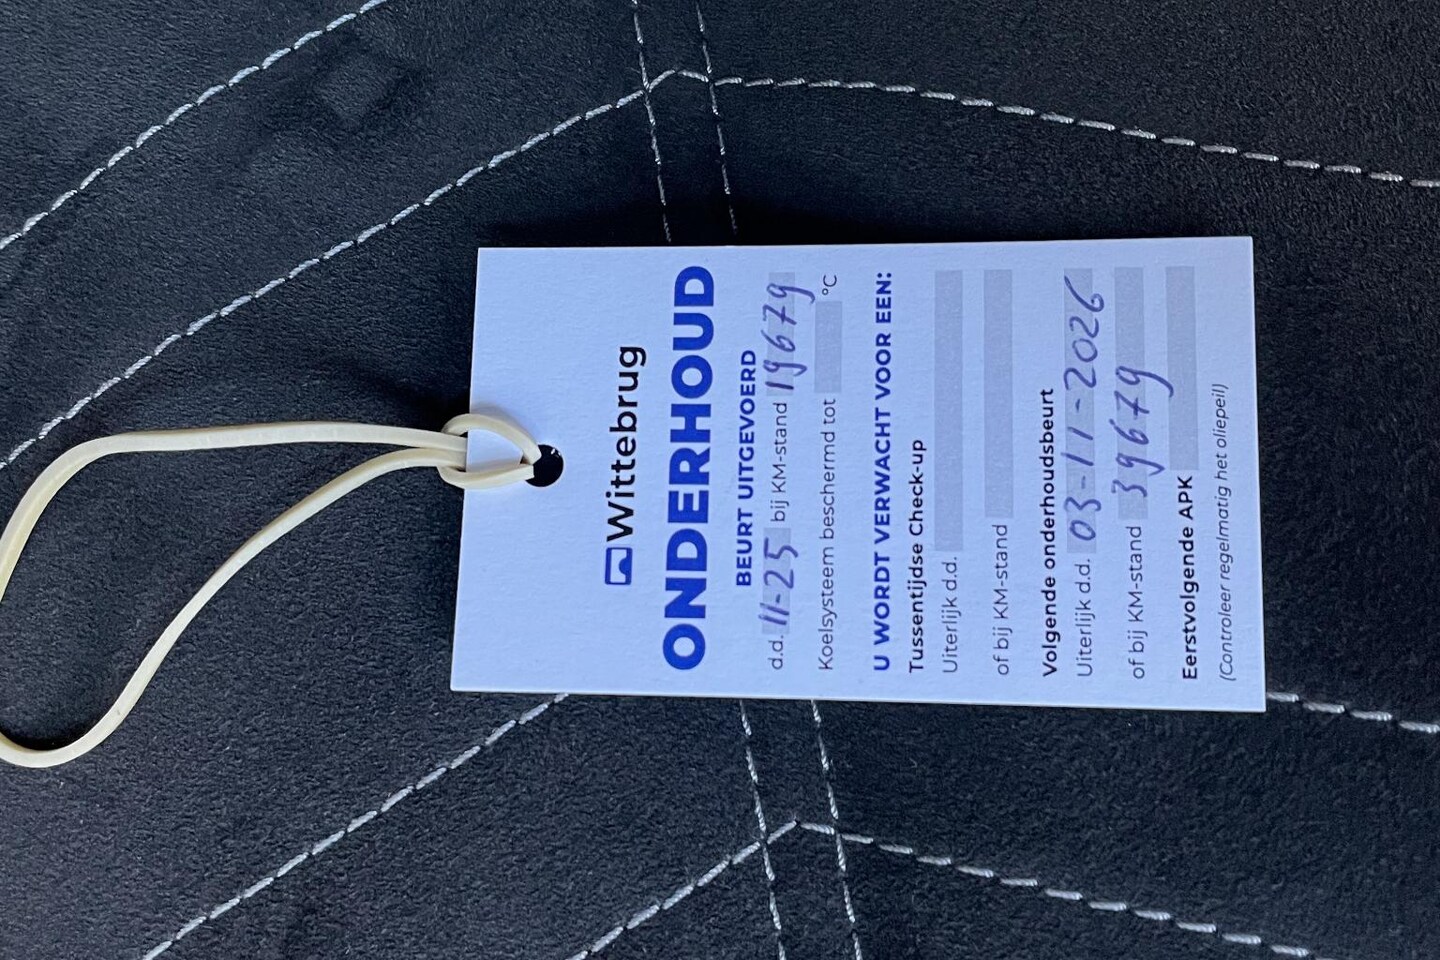 Wittebrug
ONDERHOUD
BEURT UITGEVOERD
d.d. 11-25 bij KM-stand 19679
Koelsysteem beschermd tot °C
U WORDT VERWACHT VOOR EEN:
Tussentijdse Check-up
Uiterlijk d.d.
of bij KM-stand
Volgende onderhoudsbeurt
Uiterlijk d.d. 03-11-2026
of bij KM-stand 39679
Eerstvolgende APK
(Controleer regelmatig het oliepeil)